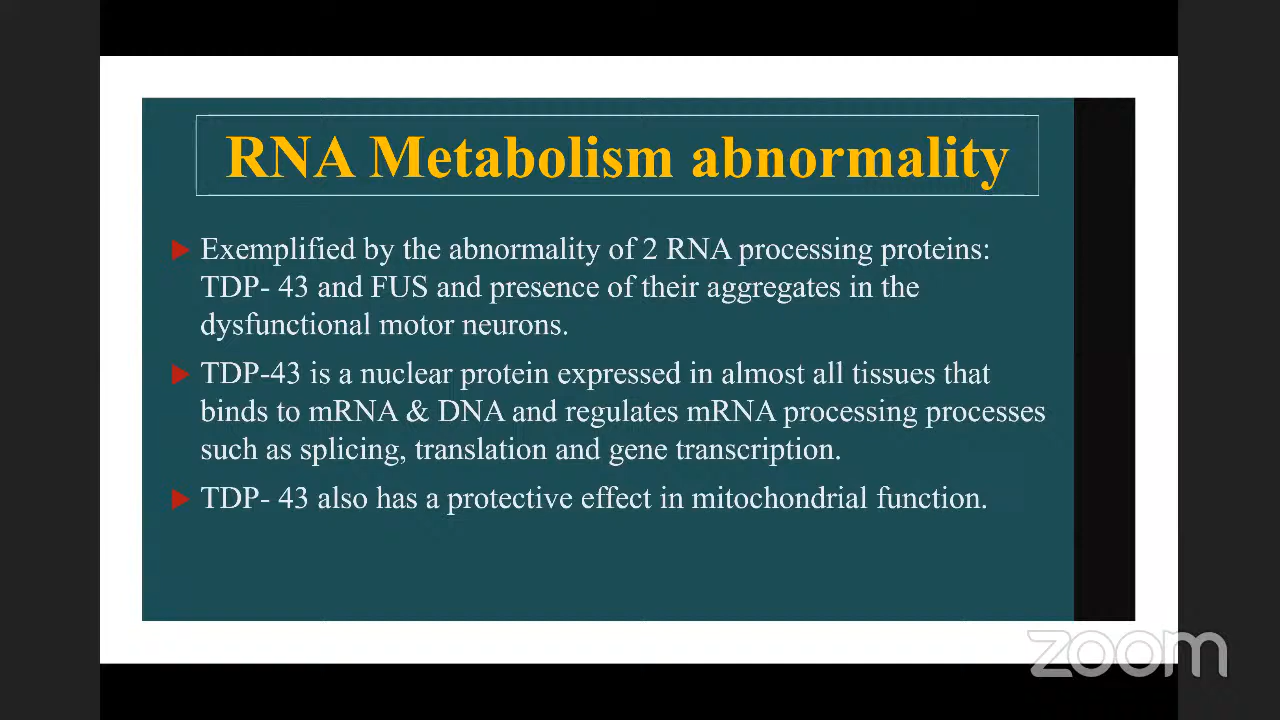 RNA Metabolism abnormality
Exemplified by the abnormality of 2 RNA processing proteins:
TDP- 43 and FUS and presence of their aggregates in the
dysfunctional motor neurons.
TDP-43 is a nuclear protein expressed in almost all tissues that
binds to mRNA & DNA and regulates mRNA processing processes
such as splicing, translation and gene transcription.
TDP- 43 also has a protective effect in mitochondrial function.
zoom